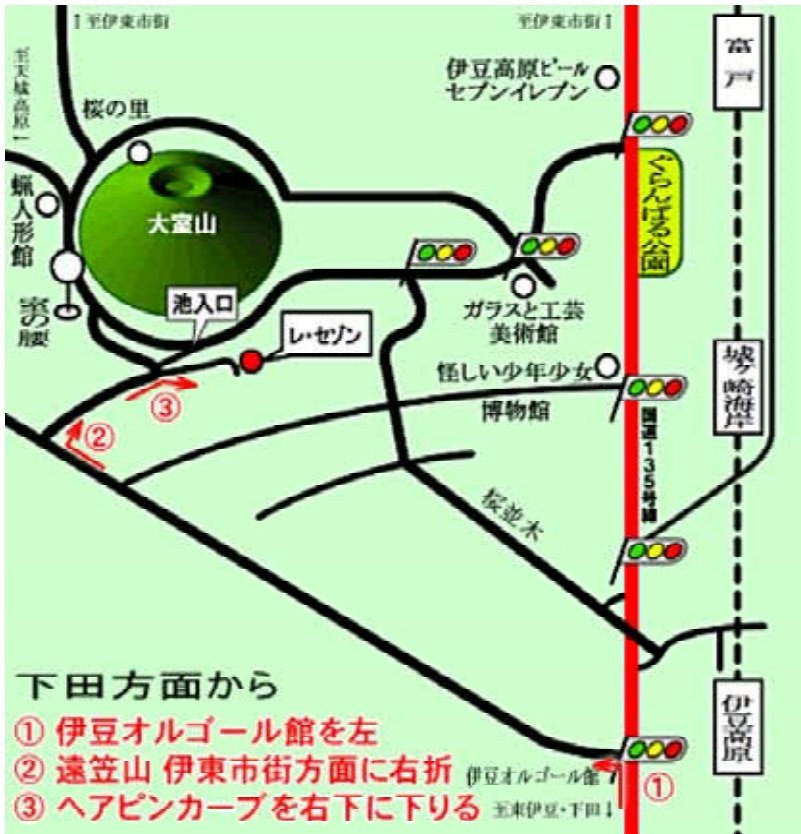 ↑至伊東市街
至伊東市街↑
至天城高原←
桜の里
伊豆高原ビール
セブンイレブン
富戸
蝋人形館
大室山
ぐらんぱる公園
室の腰
池入口
レ・セゾン
ガラスと工芸
美術館
怪しい少年少女
博物館
城ヶ崎海岸
国道135号線
③
②
桜並木
伊豆高原
下田方面から
① 伊豆オルゴール館を左
② 遠笠山 伊東市街方面に右折
③ ヘアピンカーブを右下に下りる
伊豆オルゴール館
①
至東伊豆・下田↓